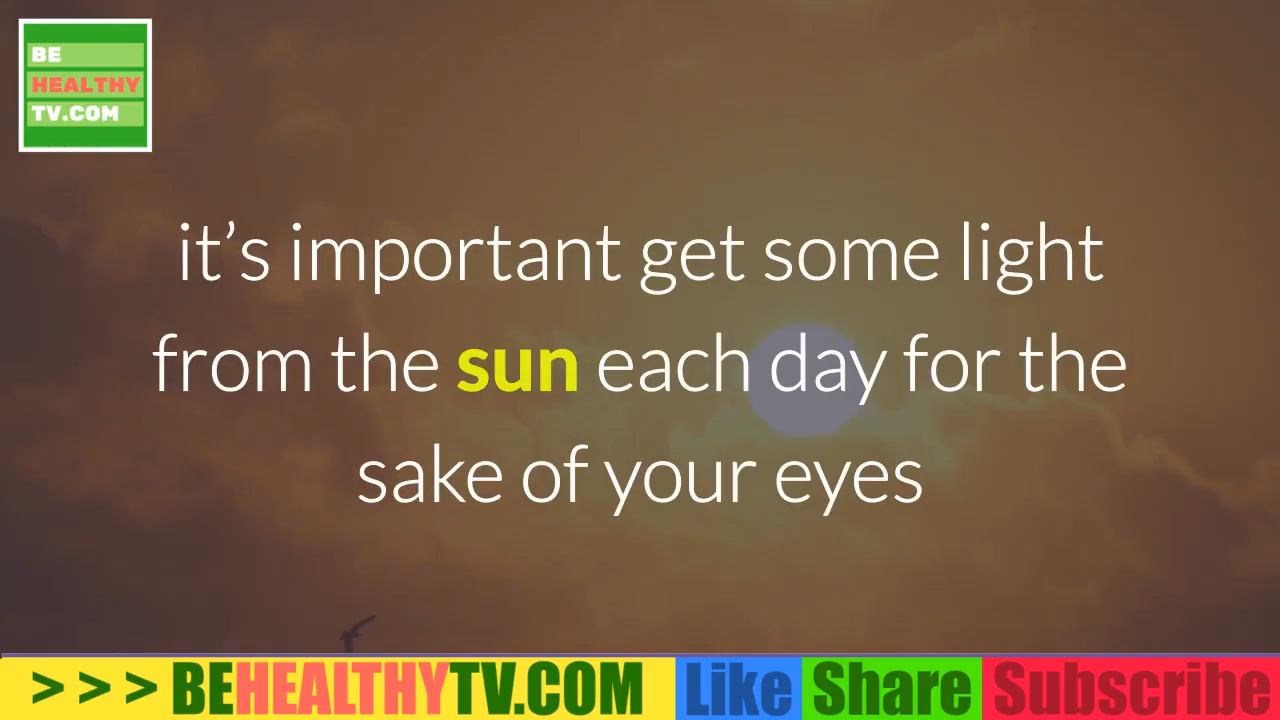 BE
HEALTHY
TV.COM
it’s important get some light
from the sun each day for the
sake of your eyes
> > > BEHEALTHYTV.COM Like Share Subscribe